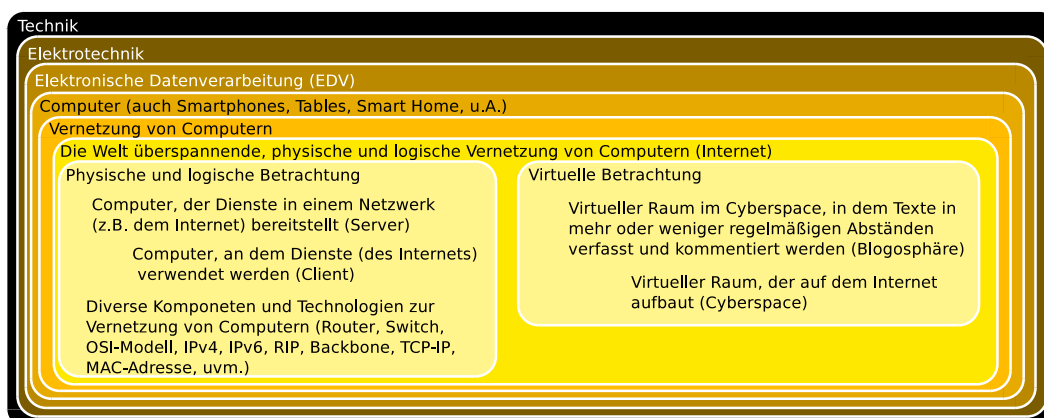 Technik
Elektrotechnik
Elektronische Datenverarbeitung (EDV)
Computer (auch Smartphones, Tables, Smart Home, u.A.)
Vernetzung von Computern
Die Welt überspannende, physische und logische Vernetzung von Computern (Internet)
Physische und logische Betrachtung
Computer, der Dienste in einem Netzwerk
(z.B. dem Internet) bereitstellt (Server)
Computer, an dem Dienste (des Internets)
verwendet werden (Client)
Diverse Komponeten und Technologien zur
Vernetzung von Computern (Router, Switch,
OSI-Modell, IPv4, IPv6, RIP, Backbone, TCP-IP,
MAC-Adresse, uvm.)
Virtuelle Betrachtung
Virtueller Raum im Cyberspace, in dem Texte in
mehr oder weniger regelmäßigen Abständen
verfasst und kommentiert werden (Blogosphäre)
Virtueller Raum, der auf dem Internet
aufbaut (Cyberspace)